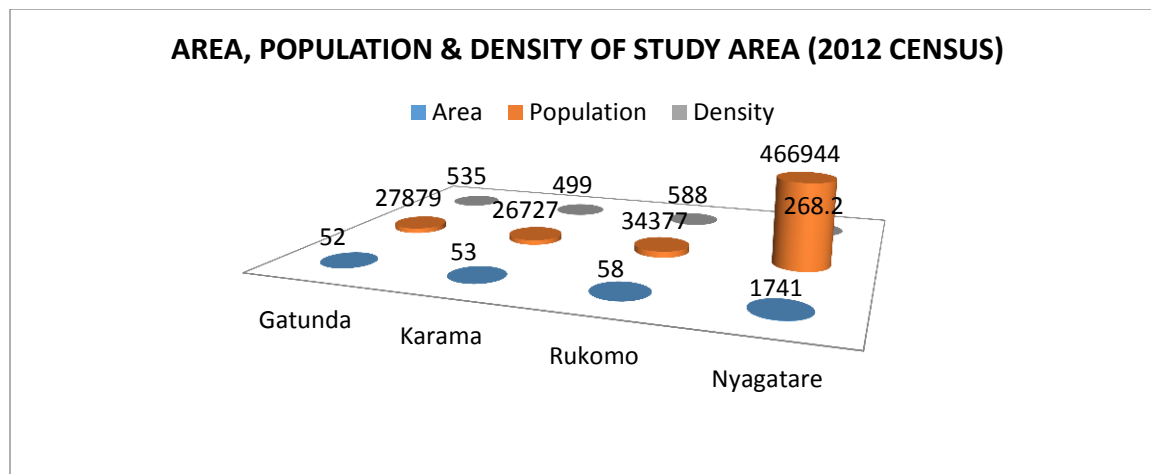 AREA, POPULATION & DENSITY OF STUDY AREA (2012 CENSUS)
Area Population Density
535 499 588 268.2
27879 26727 34377 466944
52 53 58 1741
Gatunda Karama Rukomo Nyagatare